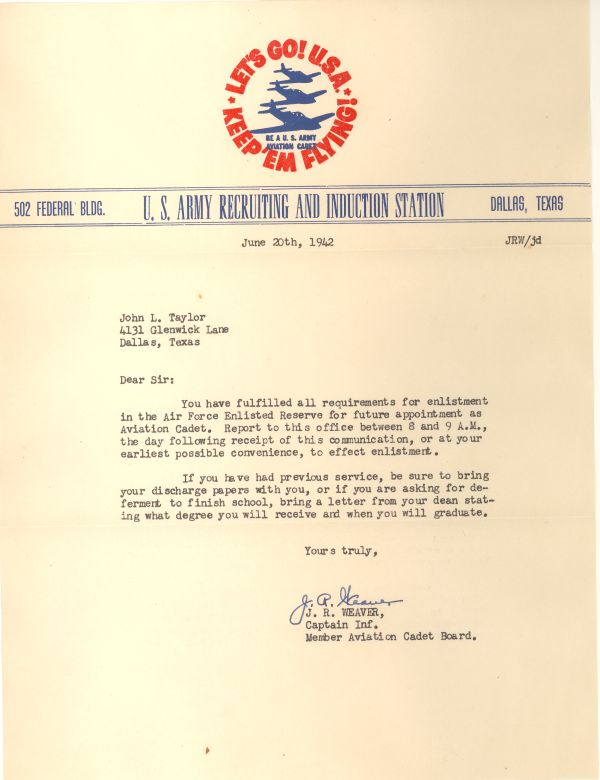 ★ LET'S GO! U.S.A. ★
KEEP 'EM FLYING!
BE A U. S. ARMY
AVIATION CADET
502 FEDERAL BLDG. U. S. ARMY RECRUITING AND INDUCTION STATION DALLAS, TEXAS
June 20th, 1942 JRW/jd
John L. Taylor
4131 Glenwick Lane
Dallas, Texas
Dear Sir:
You have fulfilled all requirements for enlistment
in the Air Force Enlisted Reserve for future appointment as
Aviation Cadet. Report to this office between 8 and 9 A.M.,
the day following receipt of this communication, or at your
earliest possible convenience, to effect enlistment.
If you have had previous service, be sure to bring
your discharge papers with you, or if you are asking for de-
ferment to finish school, bring a letter from your dean stat-
ing what degree you will receive and when you will graduate.
Yours truly,
J. R. Weaver
J. R. WEAVER,
Captain Inf.
Member Aviation Cadet Board.